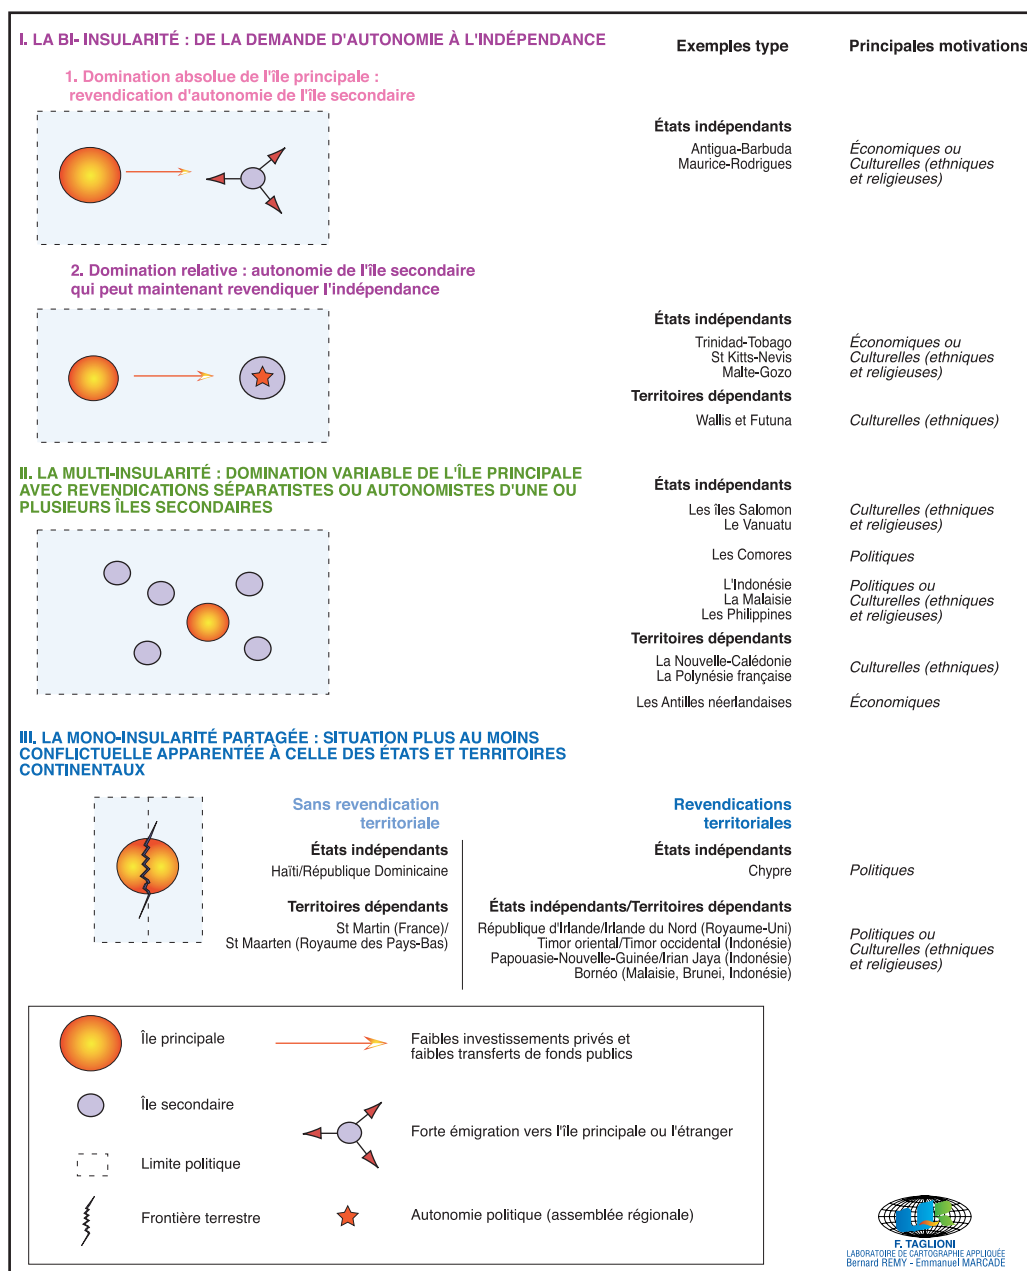 I. LA BI- INSULARITÉ : DE LA DEMANDE D'AUTONOMIE À L'INDÉPENDANCE
Exemples type
Principales motivations
1. Domination absolue de l'île principale :
revendication d'autonomie de l'île secondaire
États indépendants
Antigua-Barbuda
Maurice-Rodrigues
Économiques ou
Culturelles (ethniques
et religieuses)
2. Domination relative : autonomie de l'île secondaire
qui peut maintenant revendiquer l'indépendance
États indépendants
Trinidad-Tobago
St Kitts-Nevis
Malte-Gozo
Économiques ou
Culturelles (ethniques
et religieuses)
Territoires dépendants
Wallis et Futuna
Culturelles (ethniques)
II. LA MULTI-INSULARITÉ : DOMINATION VARIABLE DE L'ÎLE PRINCIPALE
AVEC REVENDICATIONS SÉPARATISTES OU AUTONOMISTES D'UNE OU
PLUSIEURS ÎLES SECONDAIRES
États indépendants
Les îles Salomon
Le Vanuatu
Culturelles (ethniques
et religieuses)
Les Comores
Politiques
L'Indonésie
La Malaisie
Les Philippines
Politiques ou
Culturelles (ethniques
et religieuses)
Territoires dépendants
La Nouvelle-Calédonie
La Polynésie française
Culturelles (ethniques)
Les Antilles néerlandaises
Économiques
III. LA MONO-INSULARITÉ PARTAGÉE : SITUATION PLUS AU MOINS
CONFLICTUELLE APPARENTÉE À CELLE DES ÉTATS ET TERRITOIRES
CONTINENTAUX
Sans revendication
territoriale
États indépendants
Haïti/République Dominicaine
Territoires dépendants
St Martin (France)/
St Maarten (Royaume des Pays-Bas)
Revendications
territoriales
États indépendants
Chypre
Politiques
États indépendants/Territoires dépendants
République d'Irlande/Irlande du Nord (Royaume-Uni)
Timor oriental/Timor occidental (Indonésie)
Papouasie-Nouvelle-Guinée/Irian Jaya (Indonésie)
Bornéo (Malaisie, Brunei, Indonésie)
Politiques ou
Culturelles (ethniques
et religieuses)
Île principale
Faibles investissements privés et
faibles transferts de fonds publics
Île secondaire
Forte émigration vers l'île principale ou l'étranger
Limite politique
Frontière terrestre
Autonomie politique (assemblée régionale)
F. TAGLIONI
LABORATOIRE DE CARTOGRAPHIE APPLIQUÉE
Bernard REMY - Emmanuel MARCADE